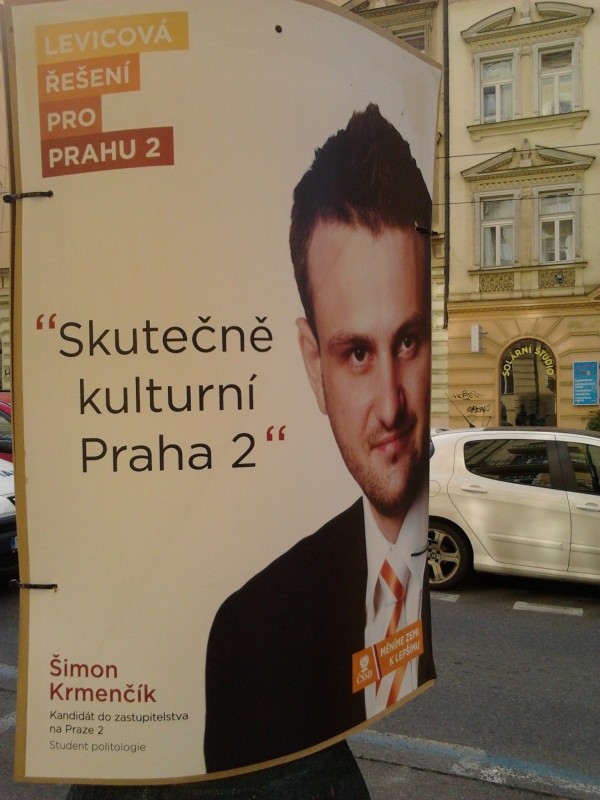 LEVICOVÁ
ŘEŠENÍ
PRO
PRAHU 2
“Skutečně
kulturní
Praha 2“
Šimon
Krmenčík
Kandidát do zastupitelstva
na Praze 2
Student politologie
ČSSD
MĚNÍME ZEMI
K LEPŠÍMU
SOLÁRNÍ STUDIO